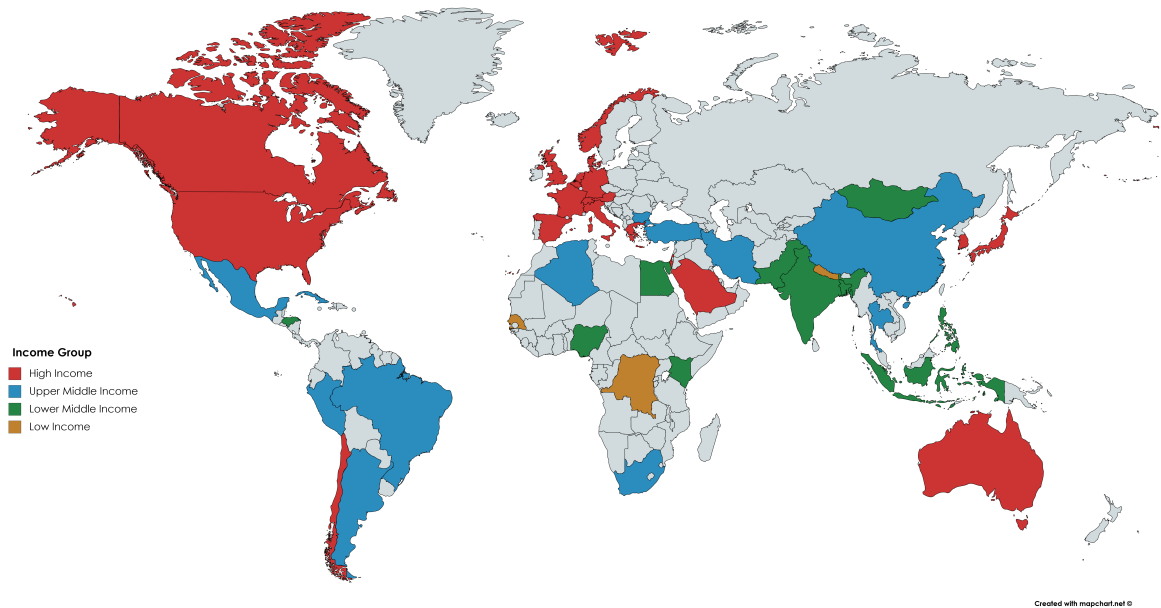 Income Group
High Income
Upper Middle Income
Lower Middle Income
Low Income
Created with mapchart.net ©